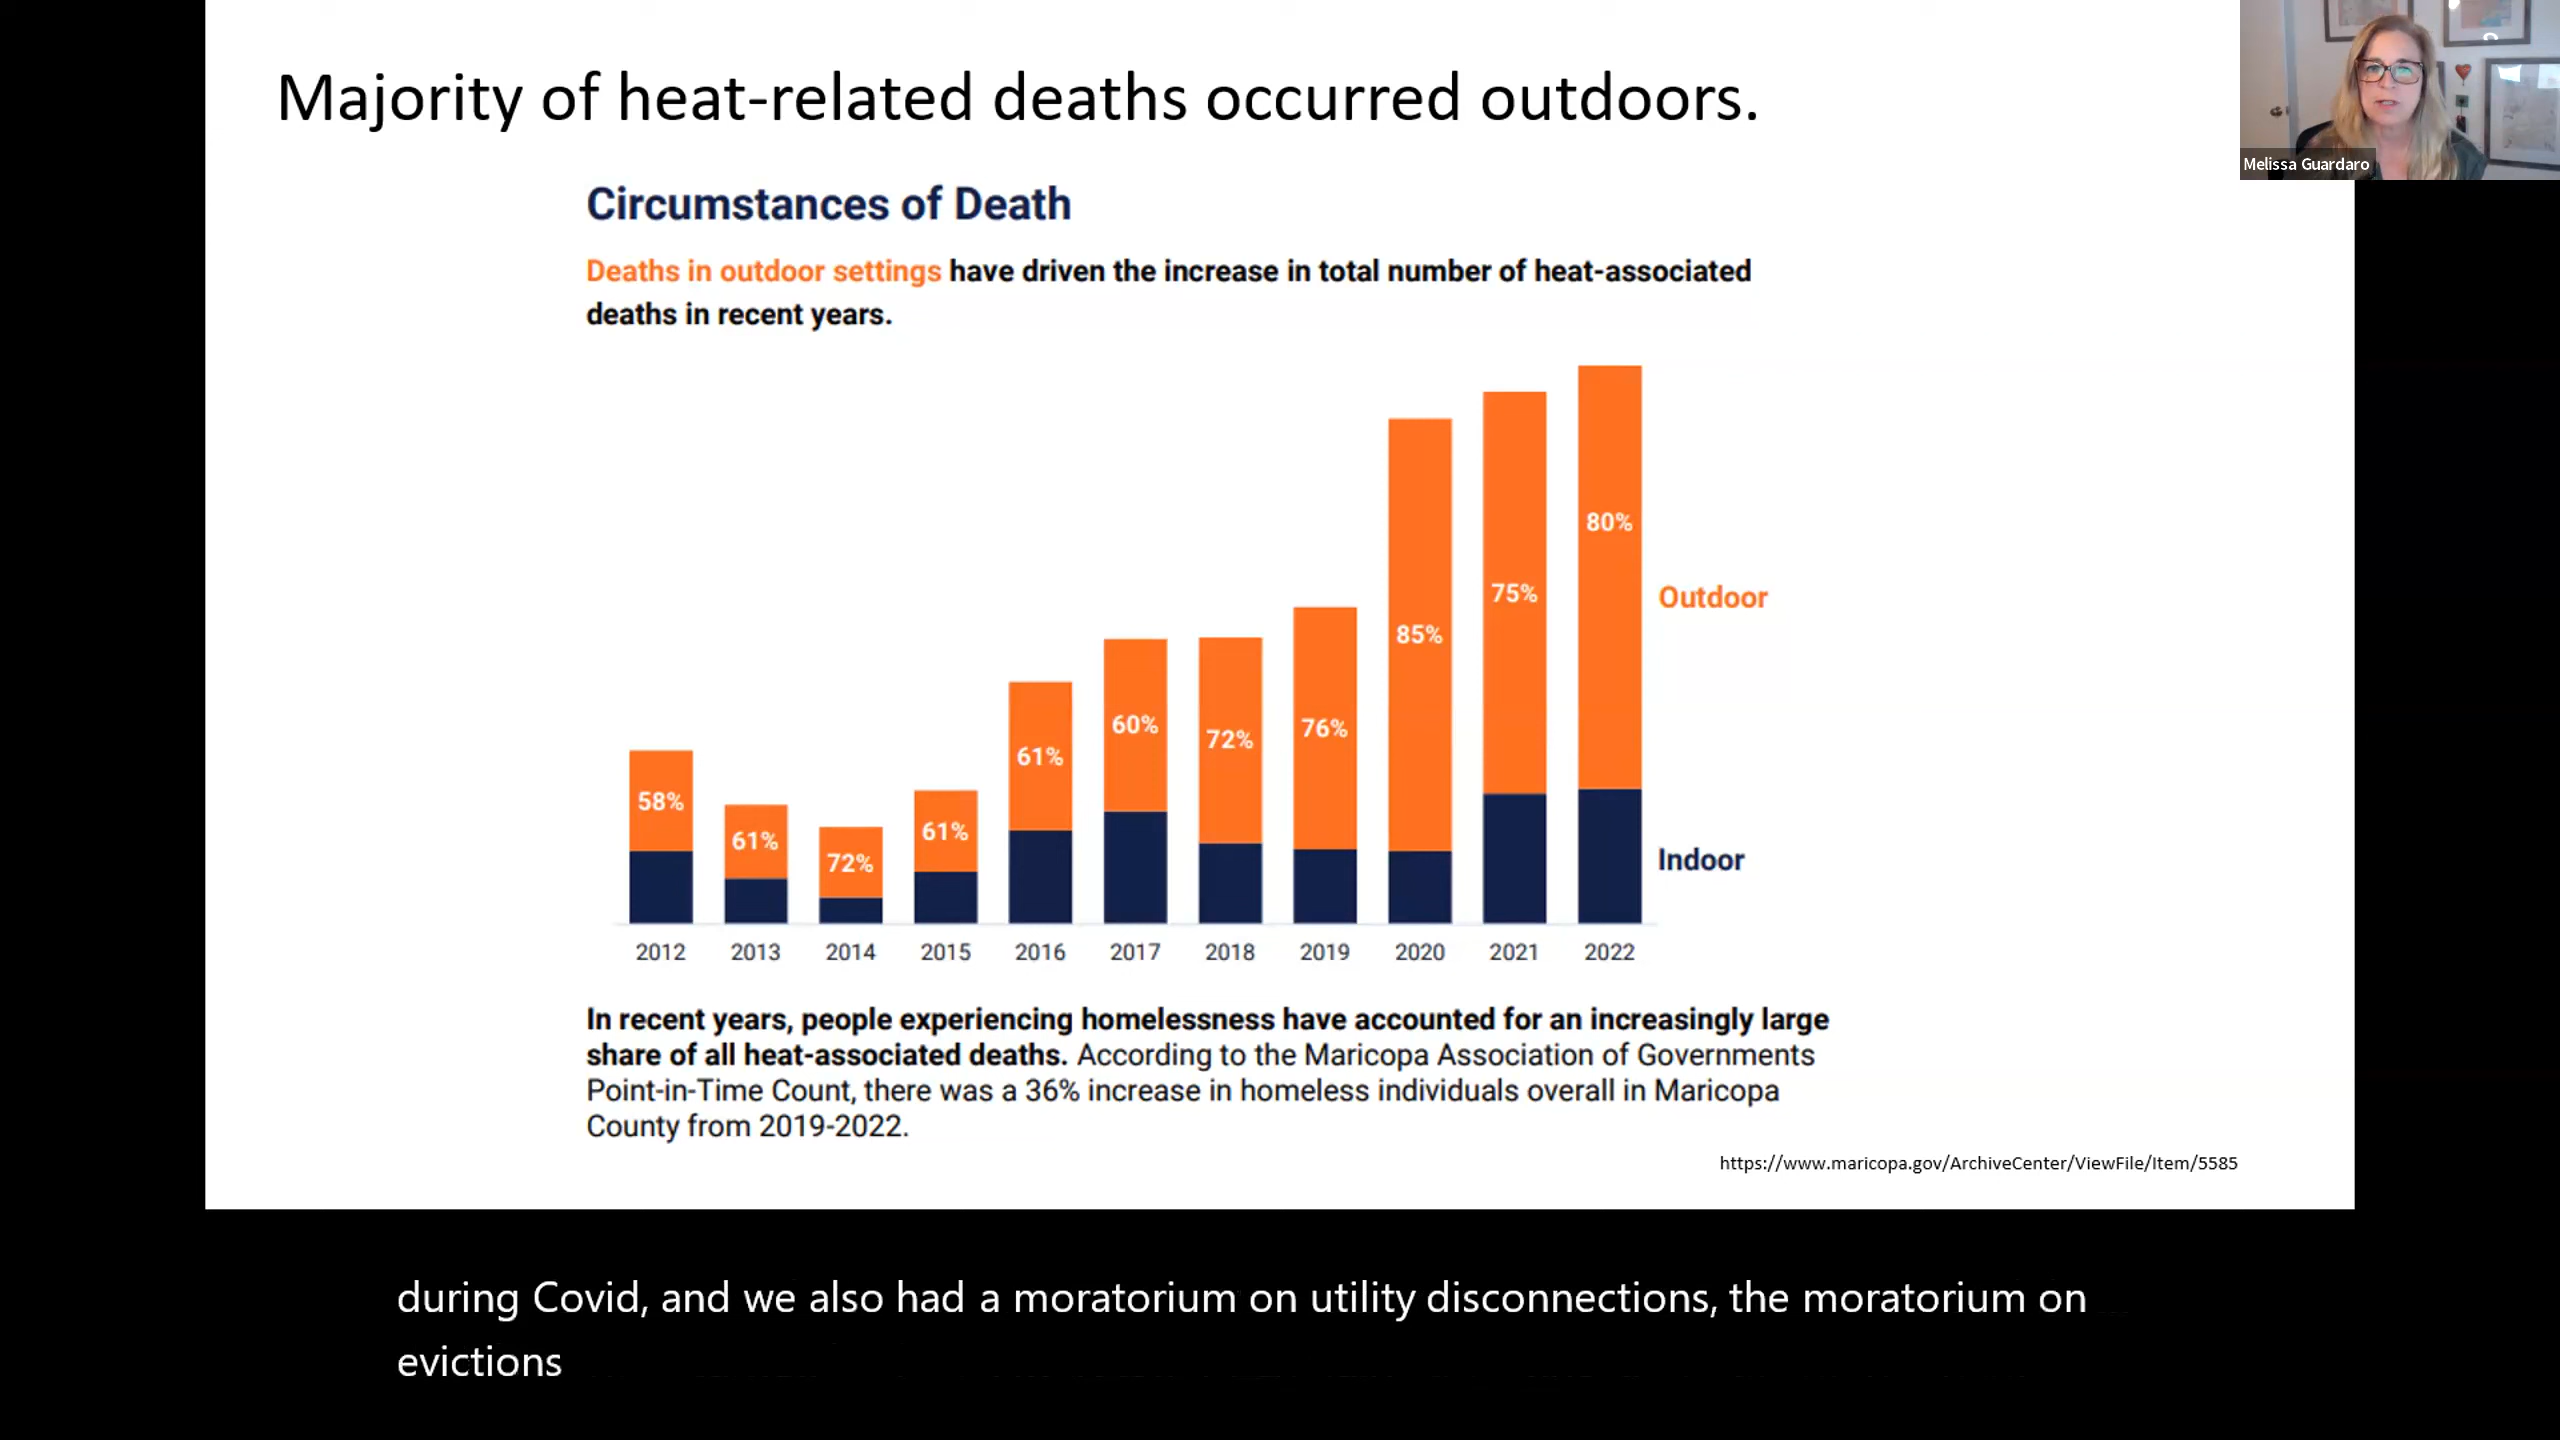 Majority of heat-related deaths occurred outdoors.
Melissa Guardaro
Circumstances of Death
Deaths in outdoor settings have driven the increase in total number of heat-associated
deaths in recent years.
80%
75%
85%
Outdoor
60%
72%
76%
61%
58%
61%
72%
61%
Indoor
2012 2013 2014 2015 2016 2017 2018 2019 2020 2021 2022
In recent years, people experiencing homelessness have accounted for an increasingly large
share of all heat-associated deaths. According to the Maricopa Association of Governments
Point-in-Time Count, there was a 36% increase in homeless individuals overall in Maricopa
County from 2019-2022.
https://www.maricopa.gov/ArchiveCenter/ViewFile/Item/5585
during Covid, and we also had a moratorium on utility disconnections, the moratorium on
evictions